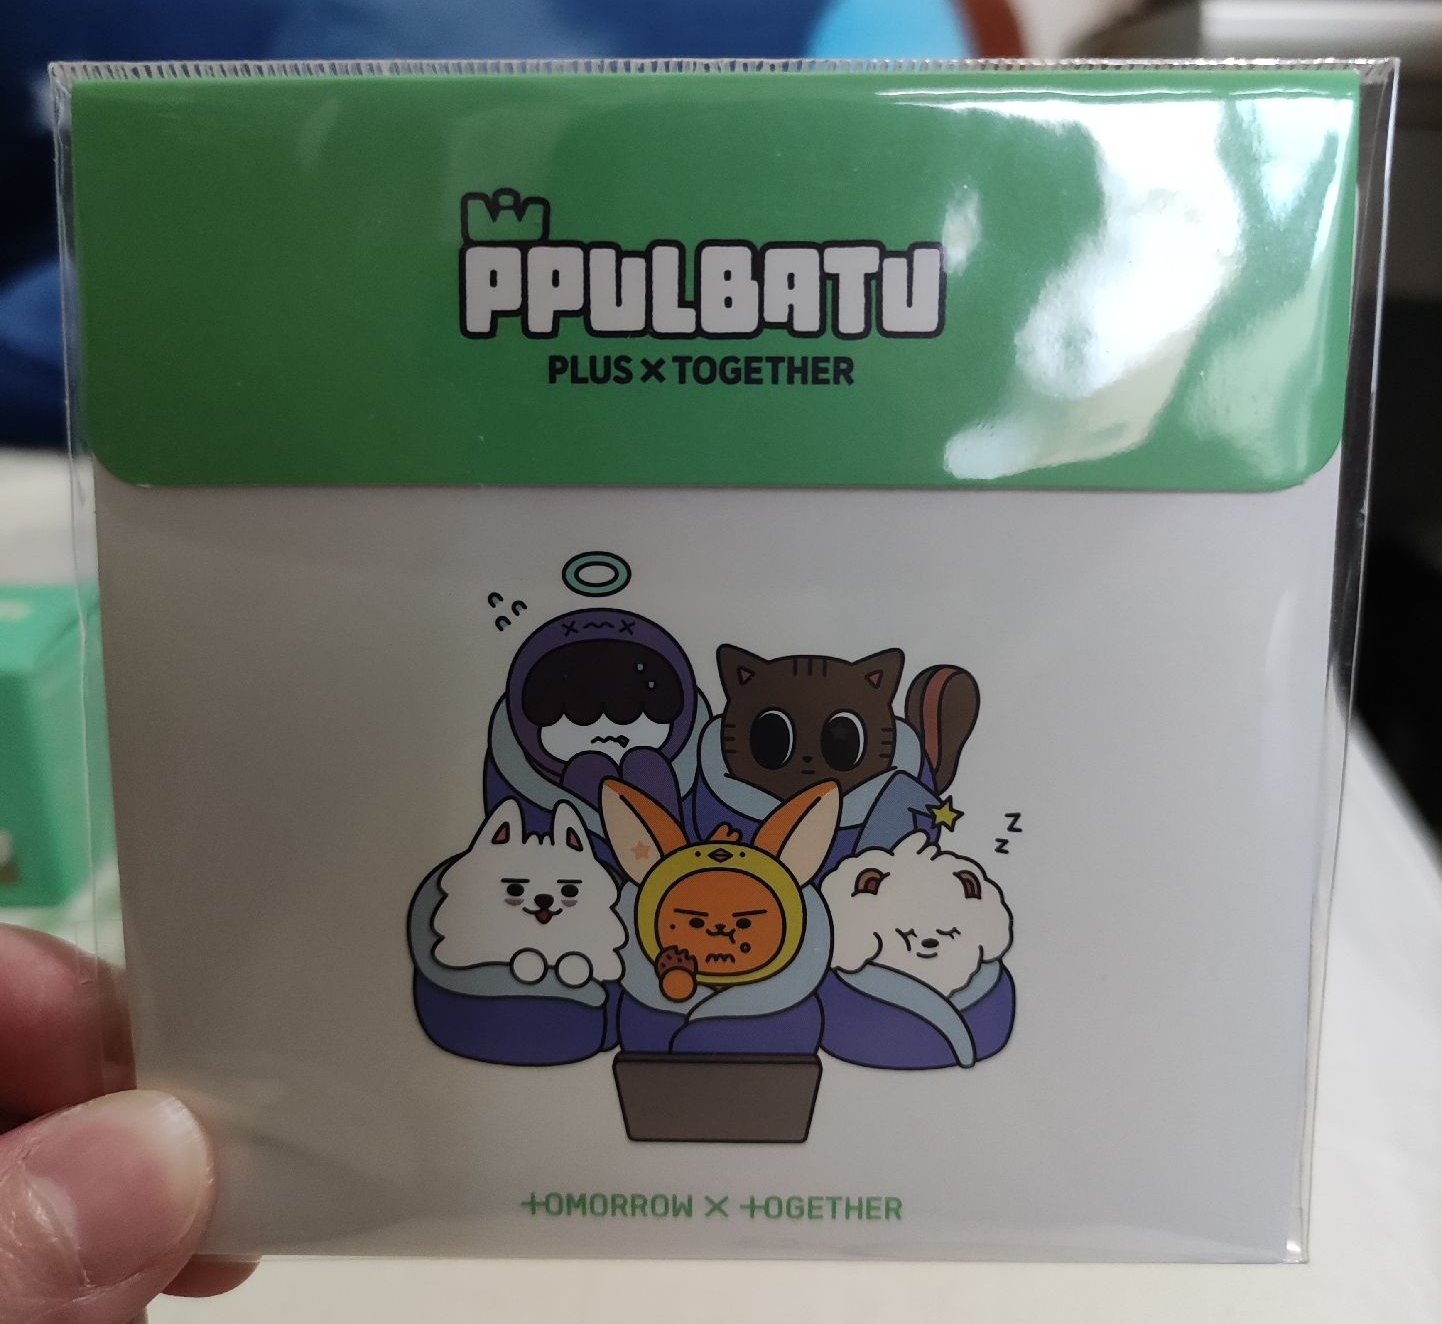 PPULBATU
PLUS × TOGETHER
Z
Z
TOMORROW × TOGETHER